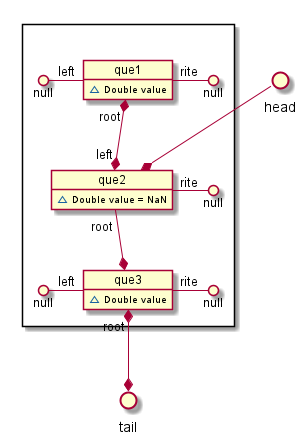 que1
Double value
left
null
rite
null
root
head
left
que2
Double value = NaN
rite
null
root
que3
Double value
left
null
rite
null
root
tail